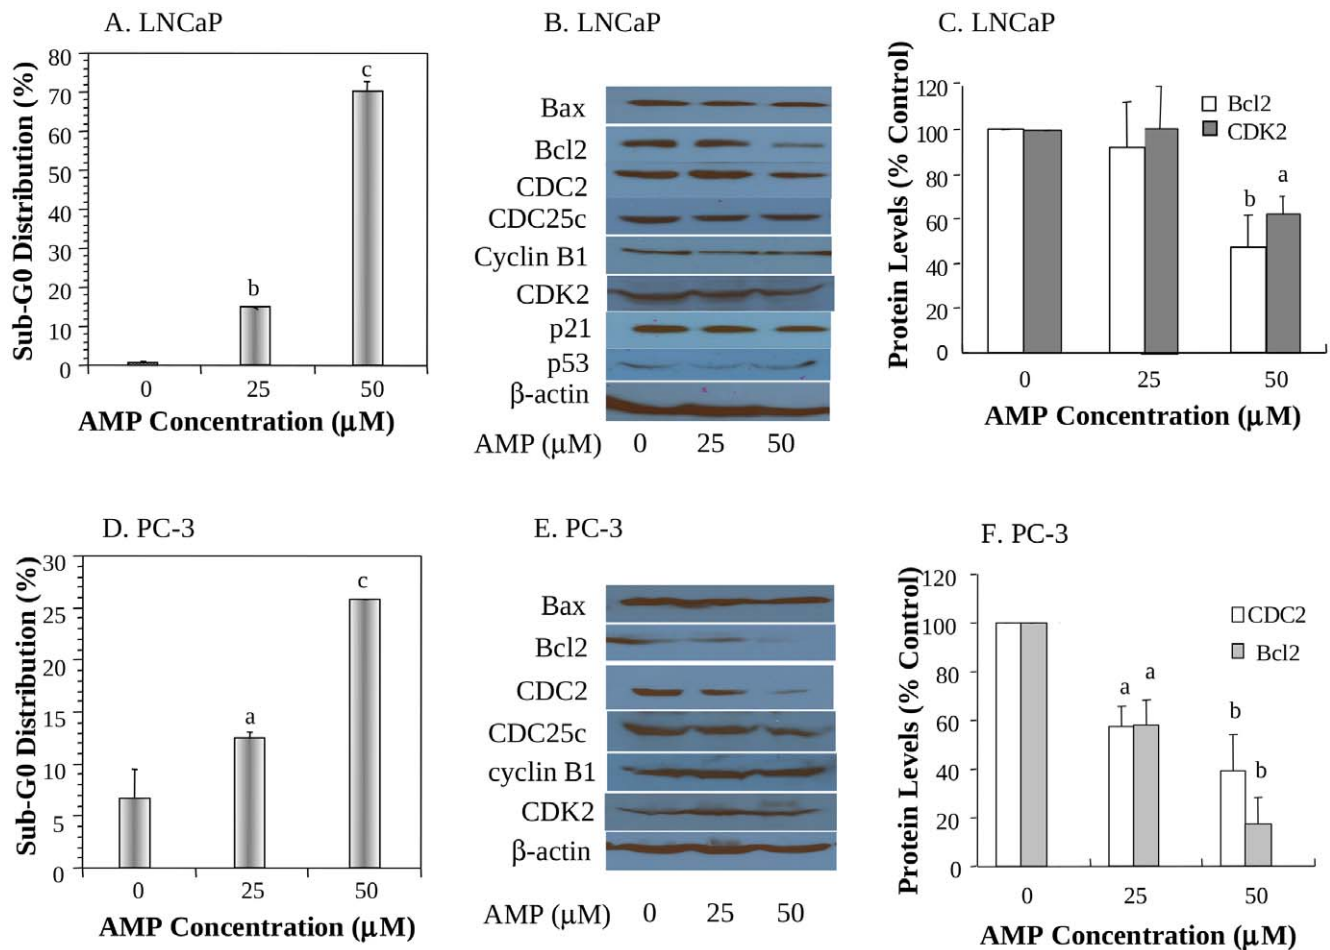 A. LNCaP
Sub-G0 Distribution (%)
80
70
60
50
40
30
20
10
0
b
c
0 25 50
AMP Concentration (μM)
B. LNCaP
Bax
Bcl2
CDC2
CDC25c
Cyclin B1
CDK2
p21
p53
β-actin
AMP (μM) 0 25 50
C. LNCaP
Protein Levels (% Control)
120
100
80
60
40
20
0
Bcl2
CDK2
b
a
0 25 50
AMP Concentration (μM)
D. PC-3
Sub-G0 Distribution (%)
30
25
20
15
10
5
0
a
c
0 25 50
AMP Concentration (μM)
E. PC-3
Bax
Bcl2
CDC2
CDC25c
cyclin B1
CDK2
β-actin
AMP (μM) 0 25 50
F. PC-3
Protein Levels (% Control)
120
100
80
60
40
20
0
CDC2
Bcl2
a a
b
b
0 25 50
AMP Concentration (μM)